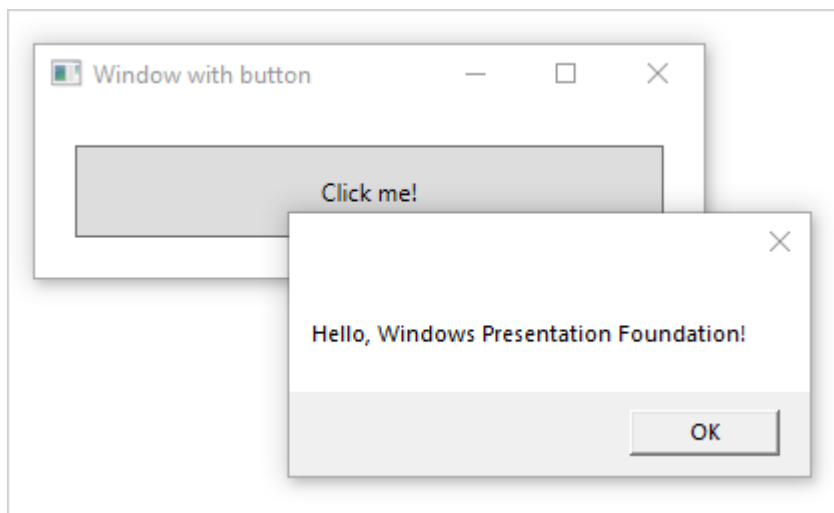 Window with button
Click me!
Hello, Windows Presentation Foundation!
OK